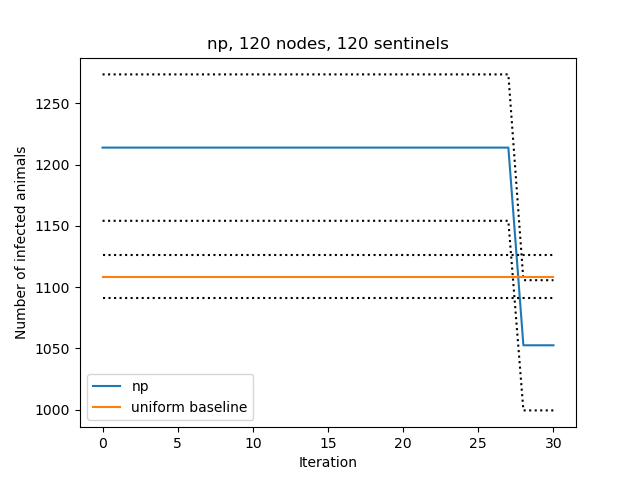 np, 120 nodes, 120 sentinels
Number of infected animals
1250
1200
1150
1100
1050
1000
np
uniform baseline
0 5 10 15 20 25 30
Iteration